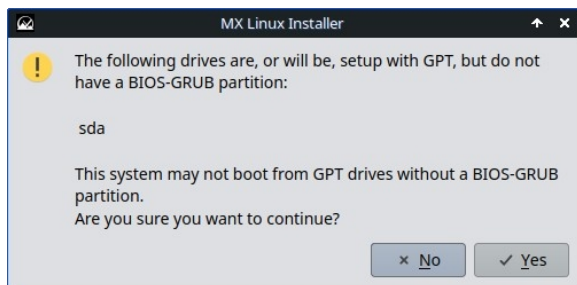 MX Linux Installer
The following drives are, or will be, setup with GPT, but do not
have a BIOS-GRUB partition:
sda
This system may not boot from GPT drives without a BIOS-GRUB
partition.
Are you sure you want to continue?
No
Yes